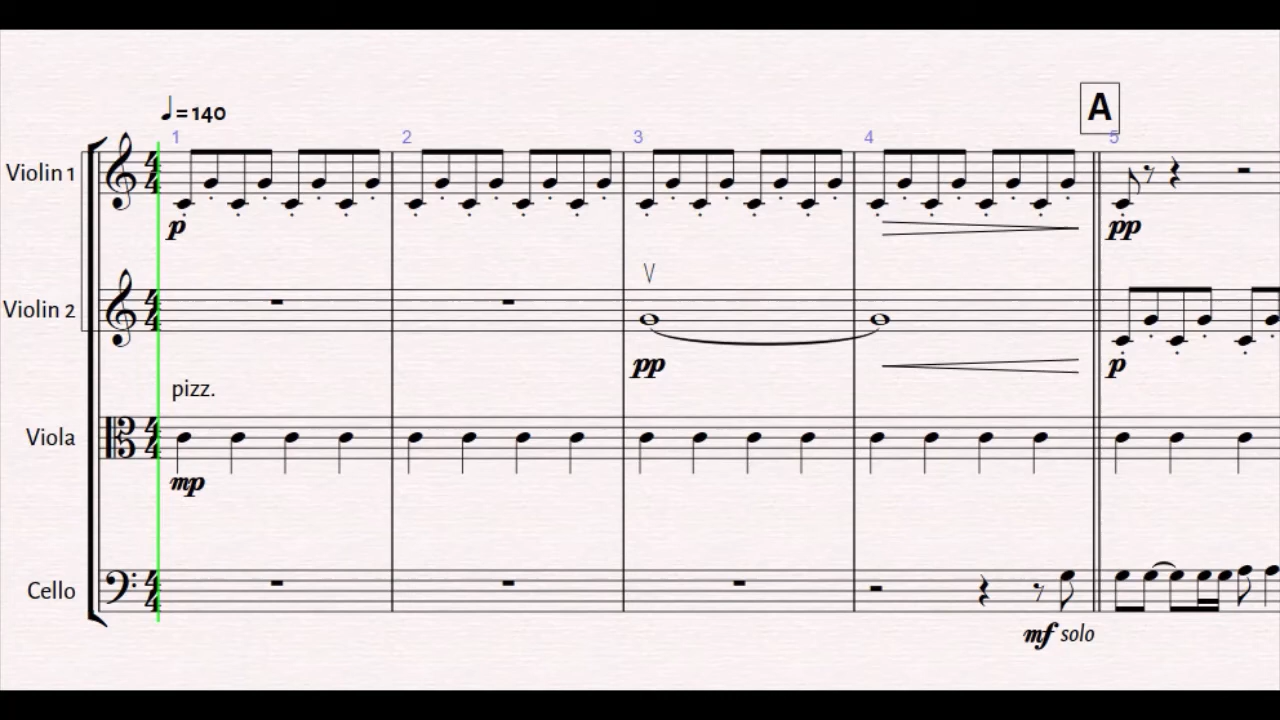 ♩= 140
A
1 2 3 4 5
Violin 1
p pp
Violin 2
pp p
pizz.
Viola
mp
Cello
mf solo